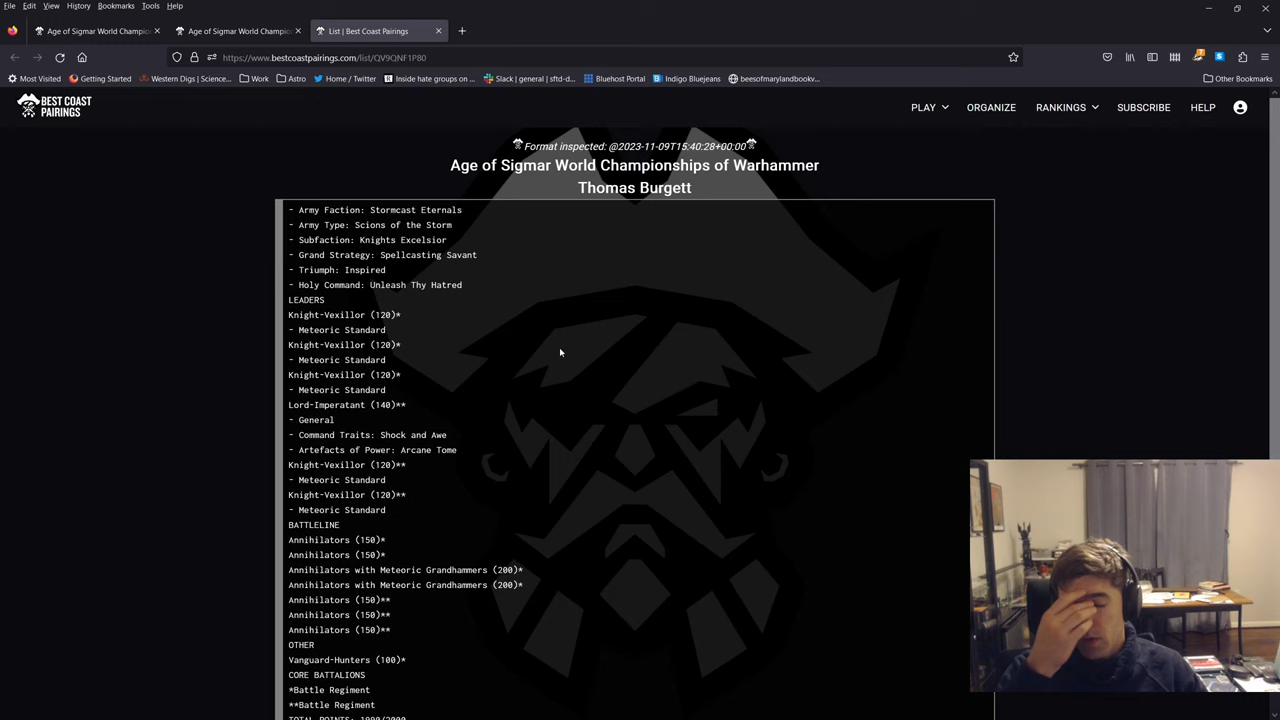 File Edit View History Bookmarks Tools Help
Age of Sigmar World Champion
Age of Sigmar World Champion
List | Best Coast Pairings
https://www.bestcoastpairings.com/list/QV9QNF1P80
Most Visited
Getting Started
Western Digs | Science...
Work
Astro
Home / Twitter
Inside hate groups on ...
Slack | general | sftd-d...
Bluehost Portal
Indigo Bluejeans
beesofmarylandbookv...
Other Bookmarks
BEST COAST
PAIRINGS
PLAY ORGANIZE RANKINGS SUBSCRIBE HELP
Format inspected: @2023-11-09T15:40:28+00:00
Age of Sigmar World Championships of Warhammer
Thomas Burgett
- Army Faction: Stormcast Eternals
- Army Type: Scions of the Storm
- Subfaction: Knights Excelsior
- Grand Strategy: Spellcasting Savant
- Triumph: Inspired
- Holy Command: Unleash Thy Hatred
LEADERS
Knight-Vexillor (120)*
- Meteoric Standard
Knight-Vexillor (120)*
- Meteoric Standard
Knight-Vexillor (120)*
- Meteoric Standard
Lord-Imperatant (140)**
- General
- Command Traits: Shock and Awe
- Artefacts of Power: Arcane Tome
Knight-Vexillor (120)**
- Meteoric Standard
Knight-Vexillor (120)**
- Meteoric Standard
BATTLELINE
Annihilators (150)*
Annihilators (150)*
Annihilators with Meteoric Grandhammers (200)*
Annihilators with Meteoric Grandhammers (200)*
Annihilators (150)**
Annihilators (150)**
Annihilators (150)**
OTHER
Vanguard-Hunters (100)*
CORE BATTALIONS
*Battle Regiment
**Battle Regiment
TOTAL POINTS: 1990/2000